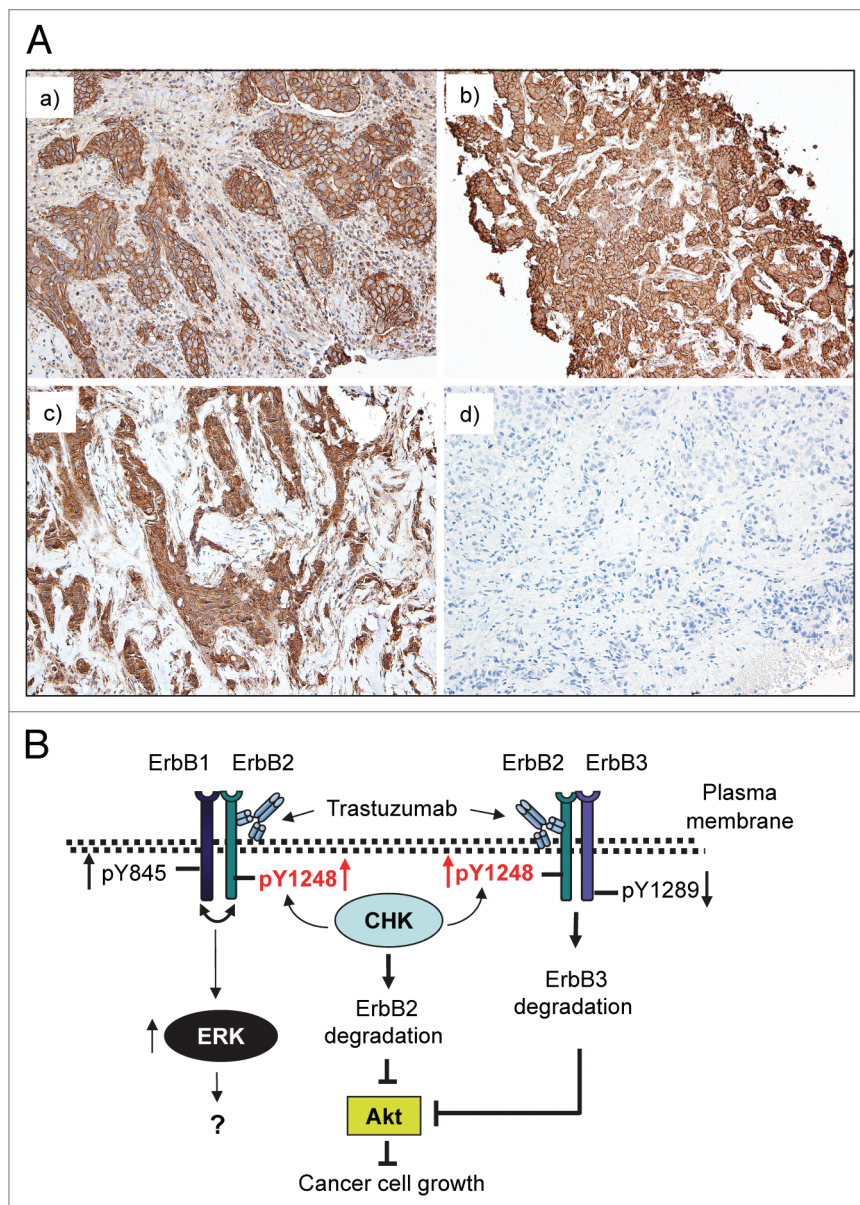 A
a)
b)
c)
d)
B
ErbB1 ErbB2
ErbB2 ErbB3
Trastuzumab
Plasma
membrane
pY845
pY1248
pY1248
pY1289
CHK
ErbB2
degradation
ErbB3
degradation
ERK
?
Akt
Cancer cell growth